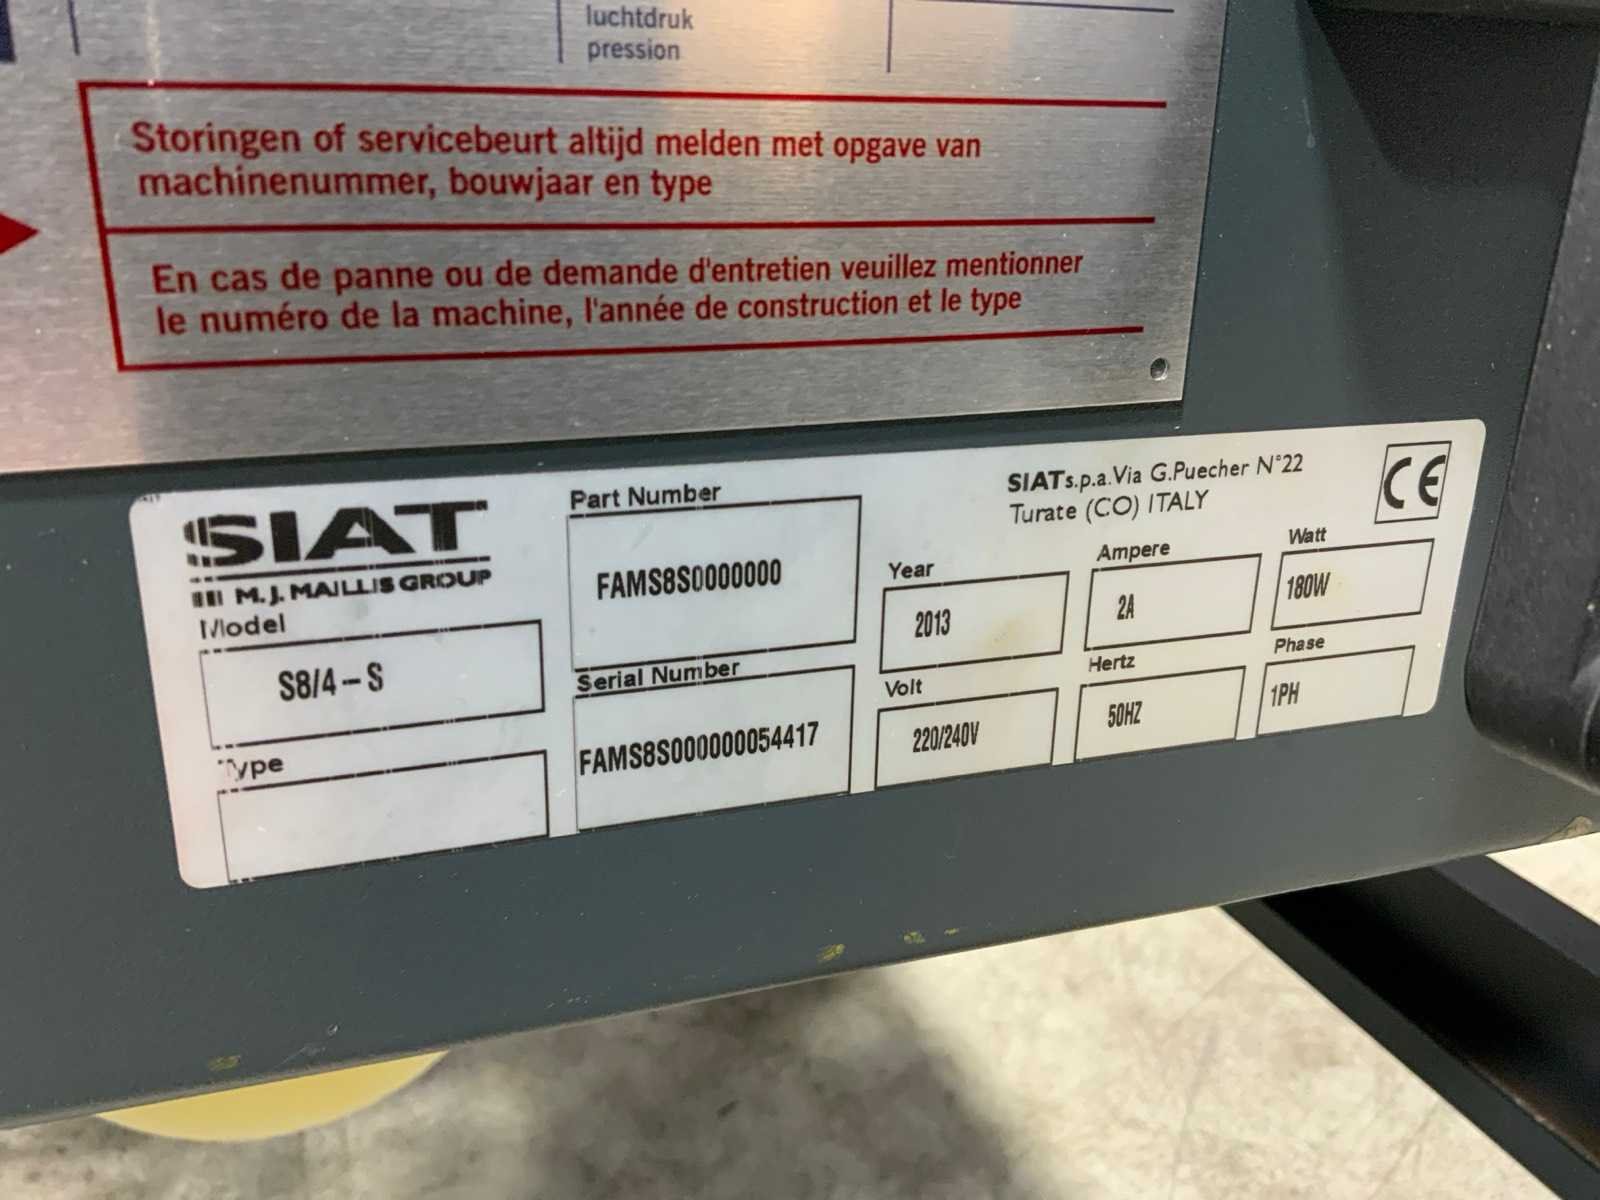 luchtdruk
pression
Storingen of servicebeurt altijd melden met opgave van
machinenummer, bouwjaar en type
En cas de panne ou de demande d'entretien veuillez mentionner
le numéro de la machine, l'année de construction et le type
SIAT
M.J. MAILLIS GROUP
Model
S8/4-S
Type
Part Number
FAMS8S0000000
Serial Number
FAMS8S000000054417
SIAT s.p.a. Via G.Puecher N°22
Turate (CO) ITALY
CE
Year
2013
Ampere
2A
Watt
180W
Volt
220/240V
Hertz
50HZ
Phase
1PH